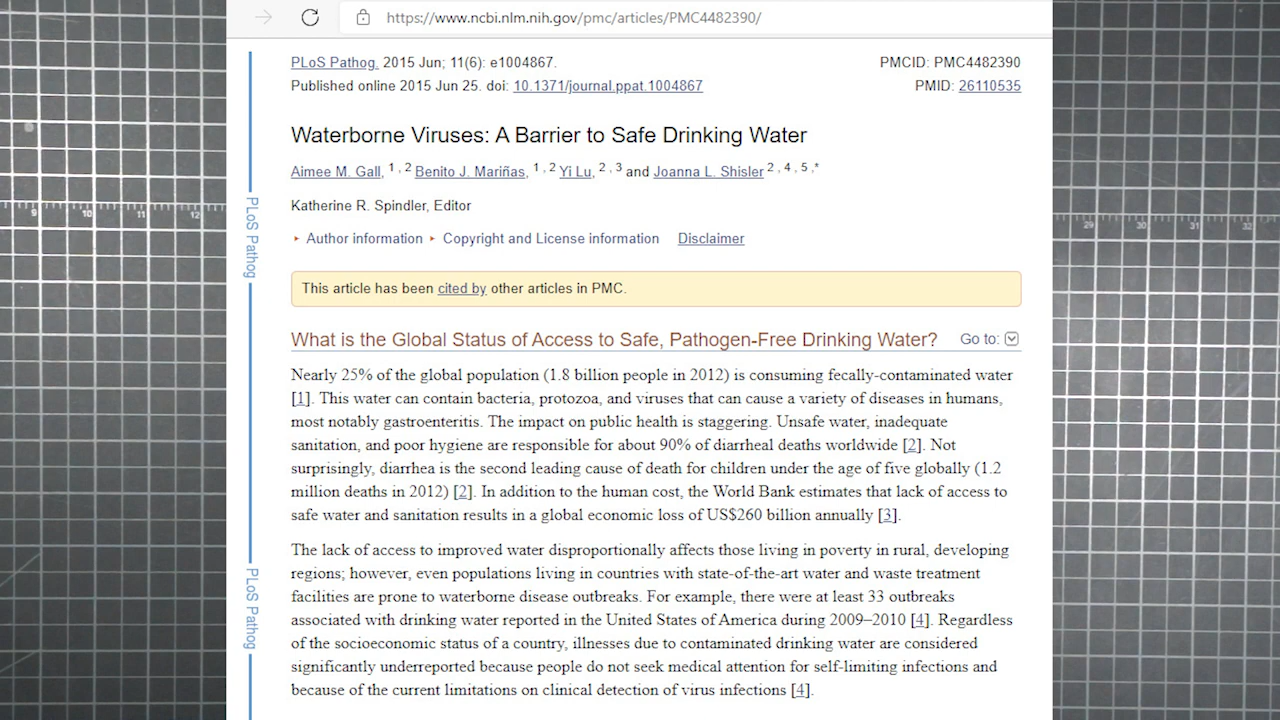 https://www.ncbi.nlm.nih.gov/pmc/articles/PMC4482390/
PLoS Pathog. 2015 Jun; 11(6): e1004867.
PMCID: PMC4482390
Published online 2015 Jun 25. doi: 10.1371/journal.ppat.1004867
PMID: 26110535
Waterborne Viruses: A Barrier to Safe Drinking Water
Aimee M. Gall, 1 , 2 Benito J. Mariñas, 1 , 2 Yi Lu, 2 , 3 and Joanna L. Shisler 2 , 4 , 5 ,*
Katherine R. Spindler, Editor
Author information Copyright and License information Disclaimer
This article has been cited by other articles in PMC.
What is the Global Status of Access to Safe, Pathogen-Free Drinking Water?
Go to:
Nearly 25% of the global population (1.8 billion people in 2012) is consuming fecally-contaminated water
[1]. This water can contain bacteria, protozoa, and viruses that can cause a variety of diseases in humans,
most notably gastroenteritis. The impact on public health is staggering. Unsafe water, inadequate
sanitation, and poor hygiene are responsible for about 90% of diarrheal deaths worldwide [2]. Not
surprisingly, diarrhea is the second leading cause of death for children under the age of five globally (1.2
million deaths in 2012) [2]. In addition to the human cost, the World Bank estimates that lack of access to
safe water and sanitation results in a global economic loss of US$260 billion annually [3].
The lack of access to improved water disproportionally affects those living in poverty in rural, developing
regions; however, even populations living in countries with state-of-the-art water and waste treatment
facilities are prone to waterborne disease outbreaks. For example, there were at least 33 outbreaks
associated with drinking water reported in the United States of America during 2009–2010 [4]. Regardless
of the socioeconomic status of a country, illnesses due to contaminated drinking water are considered
significantly underreported because people do not seek medical attention for self-limiting infections and
because of the current limitations on clinical detection of virus infections [4].
PLoS Pathog
PLoS Pathog
9 10 11 12
29 30 31 32